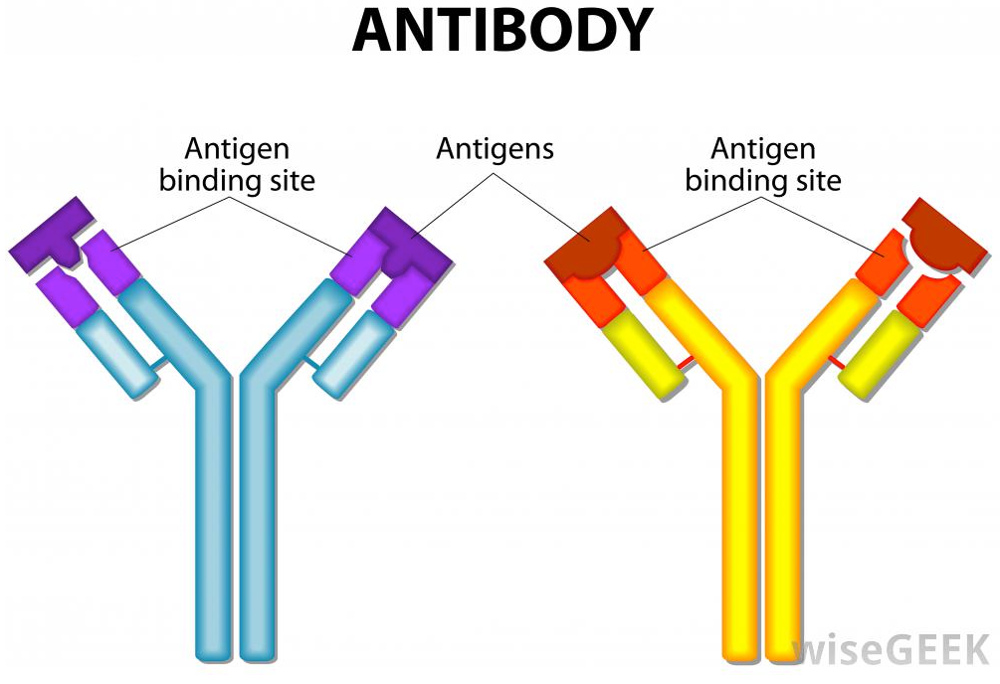 ANTIBODY
Antigen
binding site
Antigens
Antigen
binding site
wiseGEEK